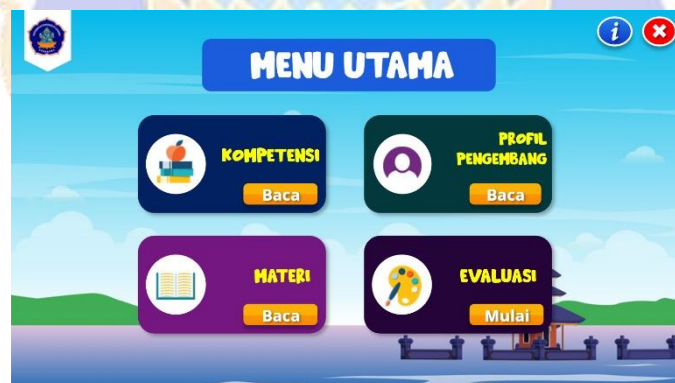 MENU UTAMA
KOMPETENSI
Baca
PROFIL
PENGEMBANG
Baca
MATERI
Baca
EVALUASI
Mulai
i